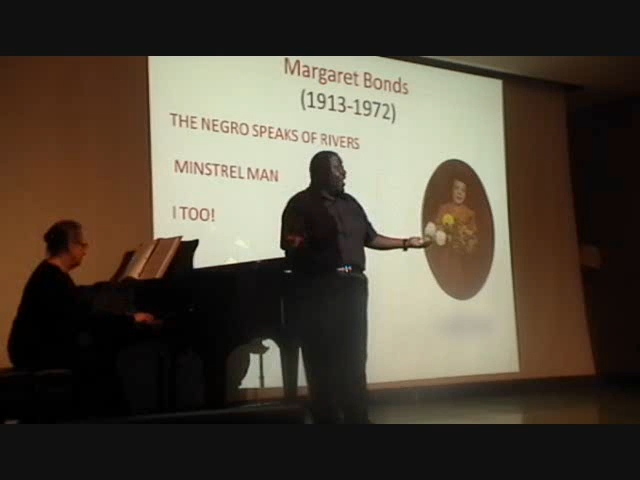 Margaret Bonds
(1913-1972)
THE NEGRO SPEAKS OF RIVERS
MINSTREL MAN
I TOO!